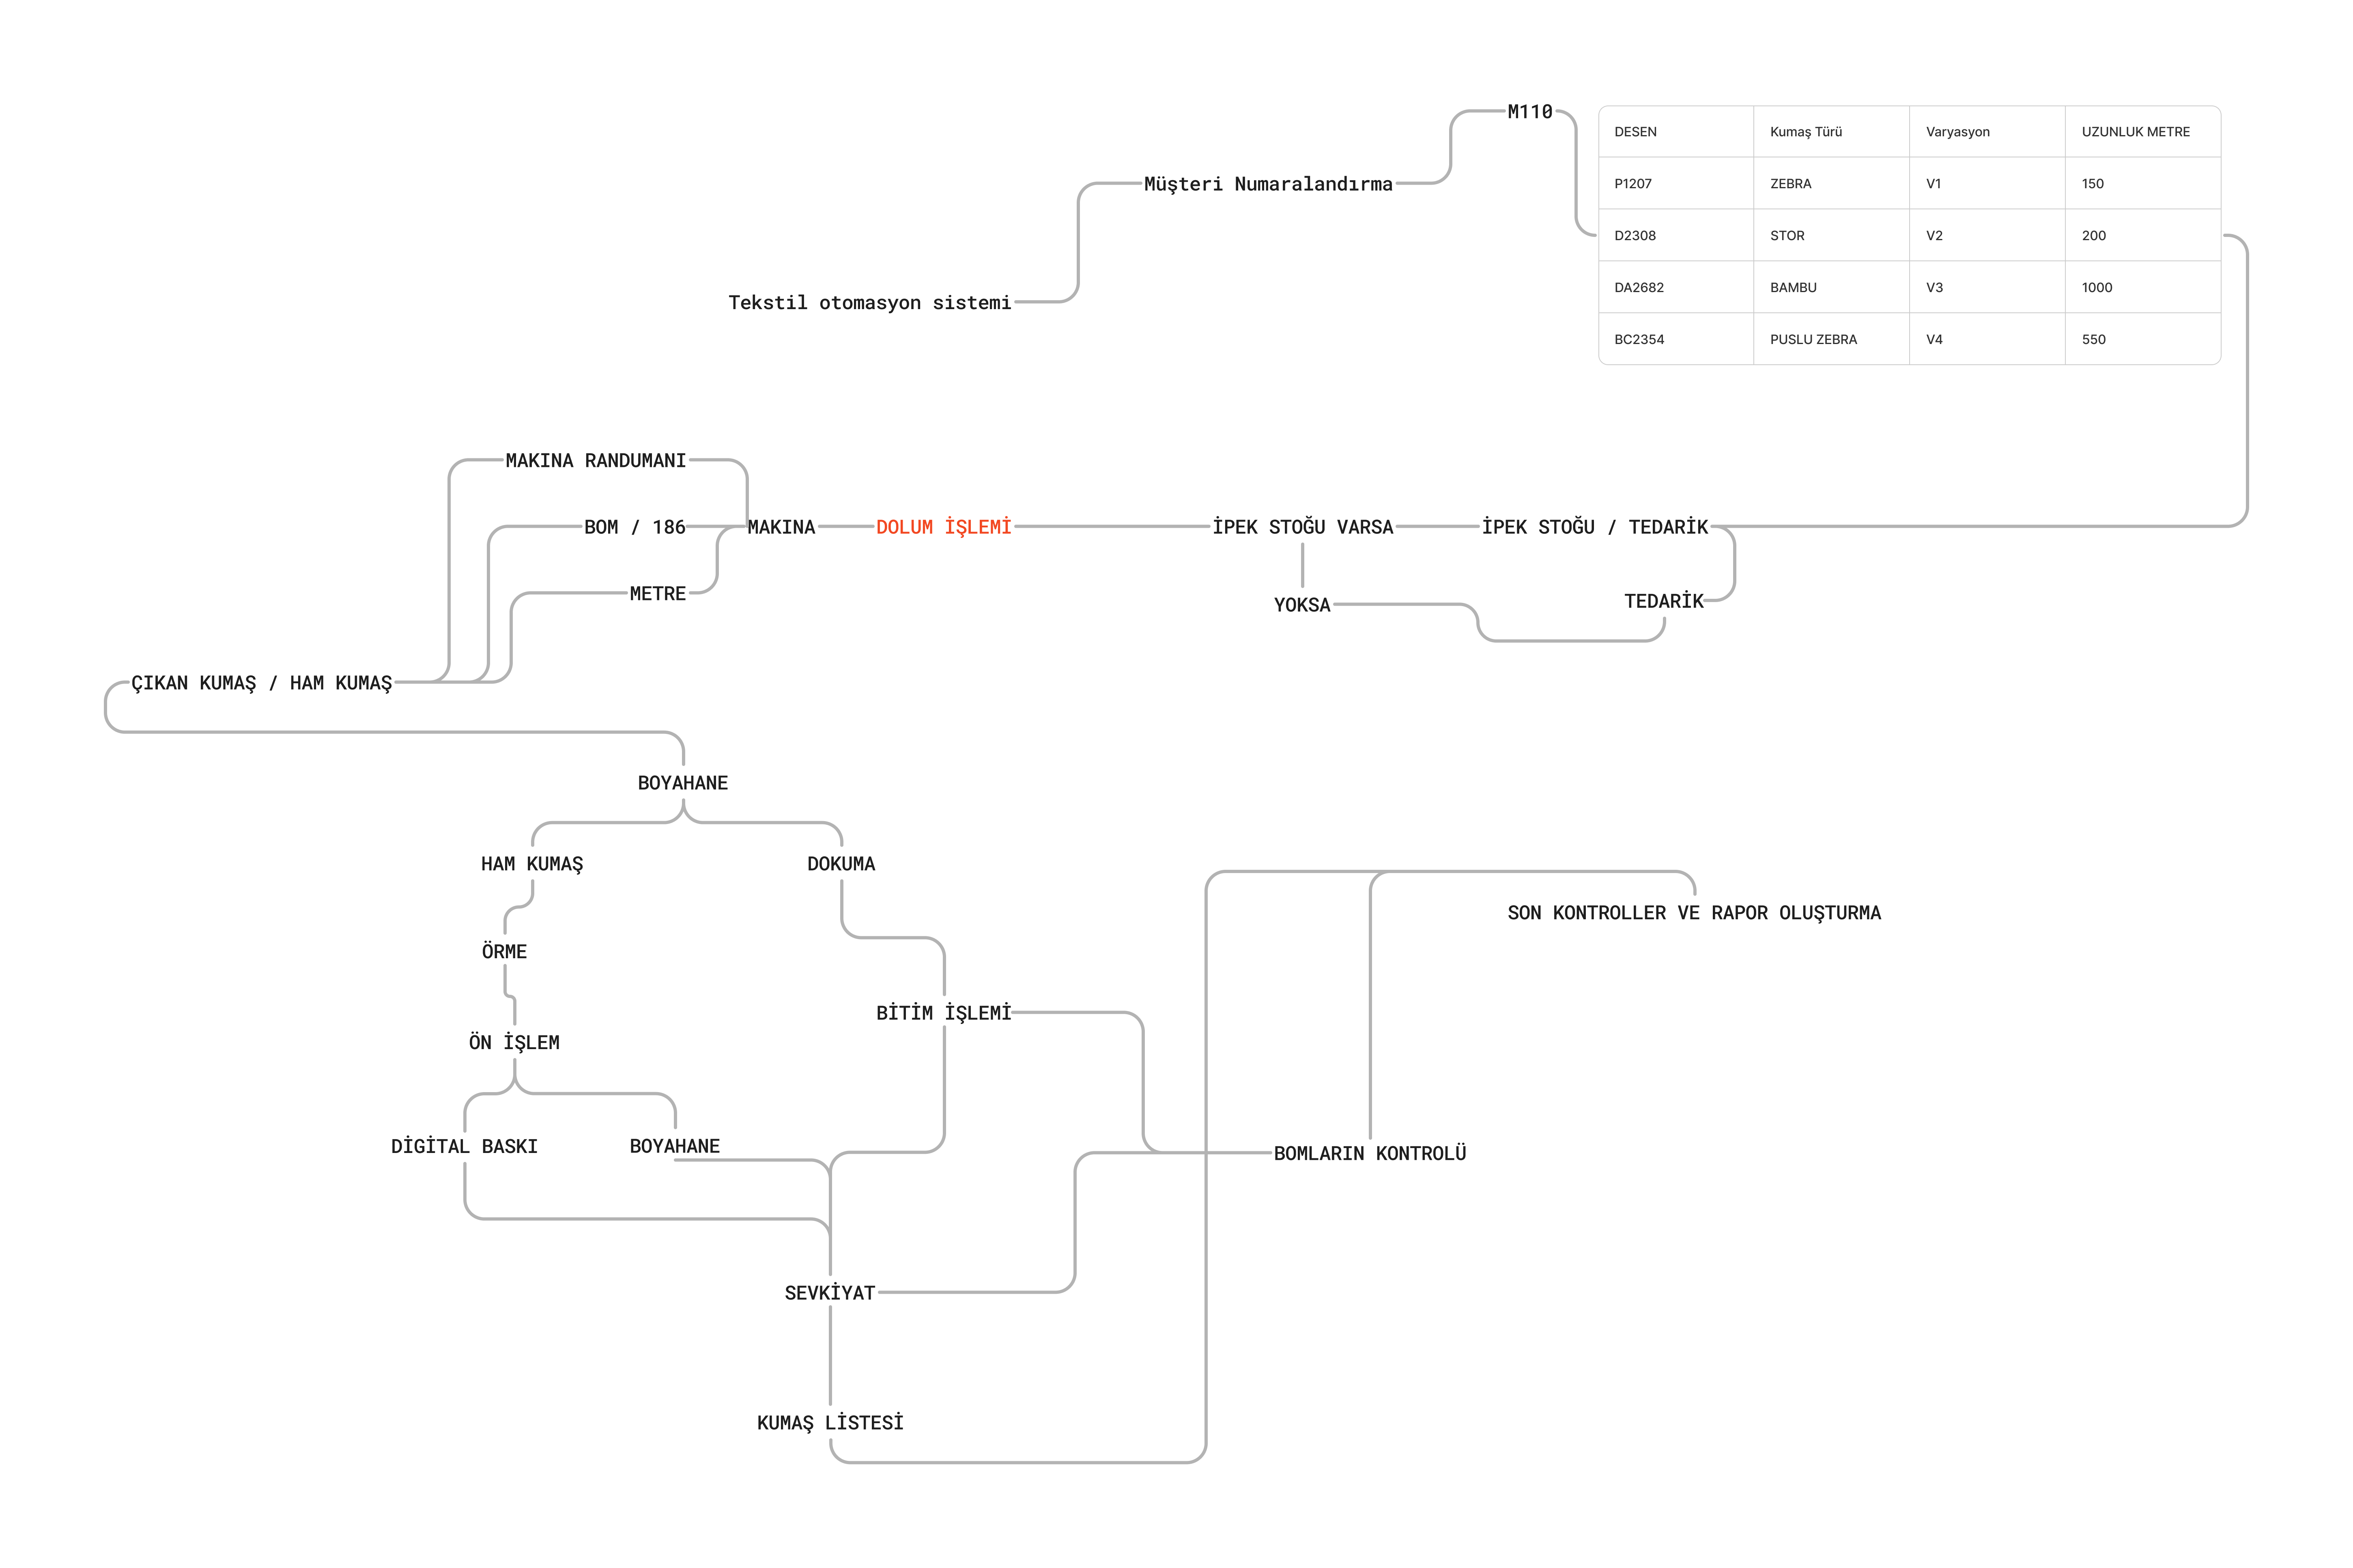 M110
DESEN Kumaş Türü Varyasyon UZUNLUK METRE
P1207 ZEBRA V1 150
D2308 STOR V2 200
DA2682 BAMBU V3 1000
BC2354 PUSLU ZEBRA V4 550
Müşteri Numaralandırma
Tekstil otomasyon sistemi
MAKINA RANDUMANI
BOM / 186
MAKINA
DOLUM İŞLEMİ
İPEK STOĞU VARSA
İPEK STOĞU / TEDARİK
METRE
YOKSA
TEDARİK
ÇIKAN KUMAŞ / HAM KUMAŞ
BOYAHANE
HAM KUMAŞ
DOKUMA
SON KONTROLLER VE RAPOR OLUŞTURMA
ÖRME
BİTİM İŞLEMİ
ÖN İŞLEM
DİGİTAL BASKI
BOYAHANE
BOMLARIN KONTROLÜ
SEVKİYAT
KUMAŞ LİSTESİ